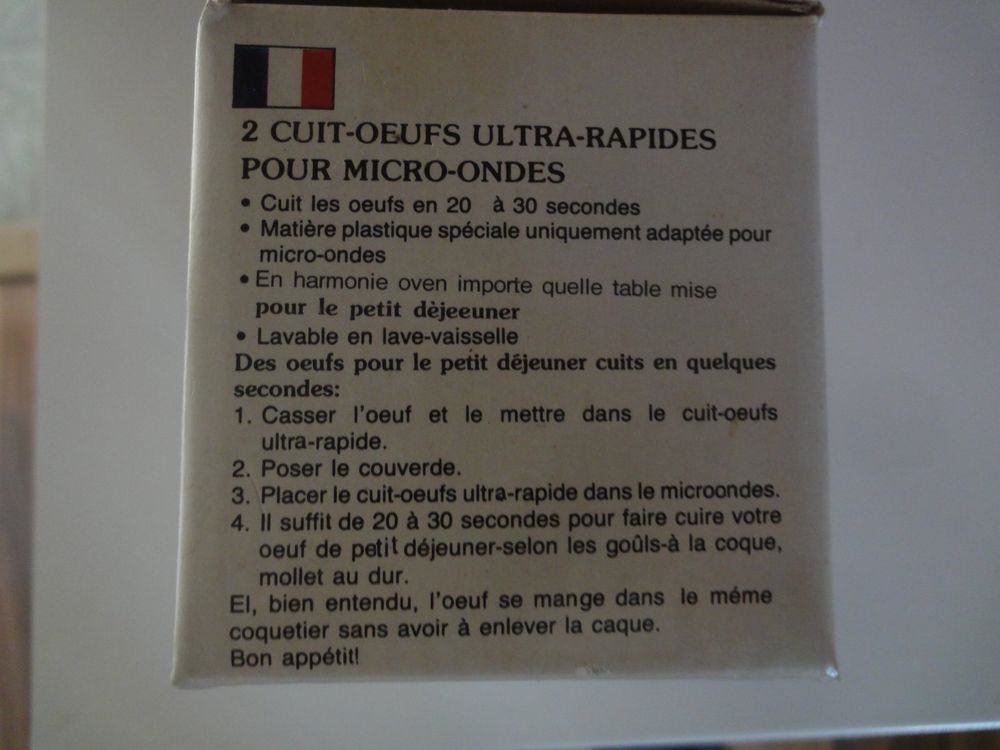 2 CUIT-OEUFS ULTRA-RAPIDES
POUR MICRO-ONDES
• Cuit les oeufs en 20 à 30 secondes
• Matière plastique spéciale uniquement adaptée pour
micro-ondes
• En harmonie oven importe quelle table mise
pour le petit dèjeeuner
• Lavable en lave-vaisselle
Des oeufs pour le petit déjeuner cuits en quelques
secondes:
1. Casser l'oeuf et le mettre dans le cuit-oeufs
ultra-rapide.
2. Poser le couverde.
3. Placer le cuit-oeufs ultra-rapide dans le microondes.
4. Il suffit de 20 à 30 secondes pour faire cuire votre
oeuf de petit déjeuner-selon les goûls-à la coque,
mollet au dur.
El, bien entendu, l'oeuf se mange dans le méme
coquetier sans avoir à enlever la caque.
Bon appétit!